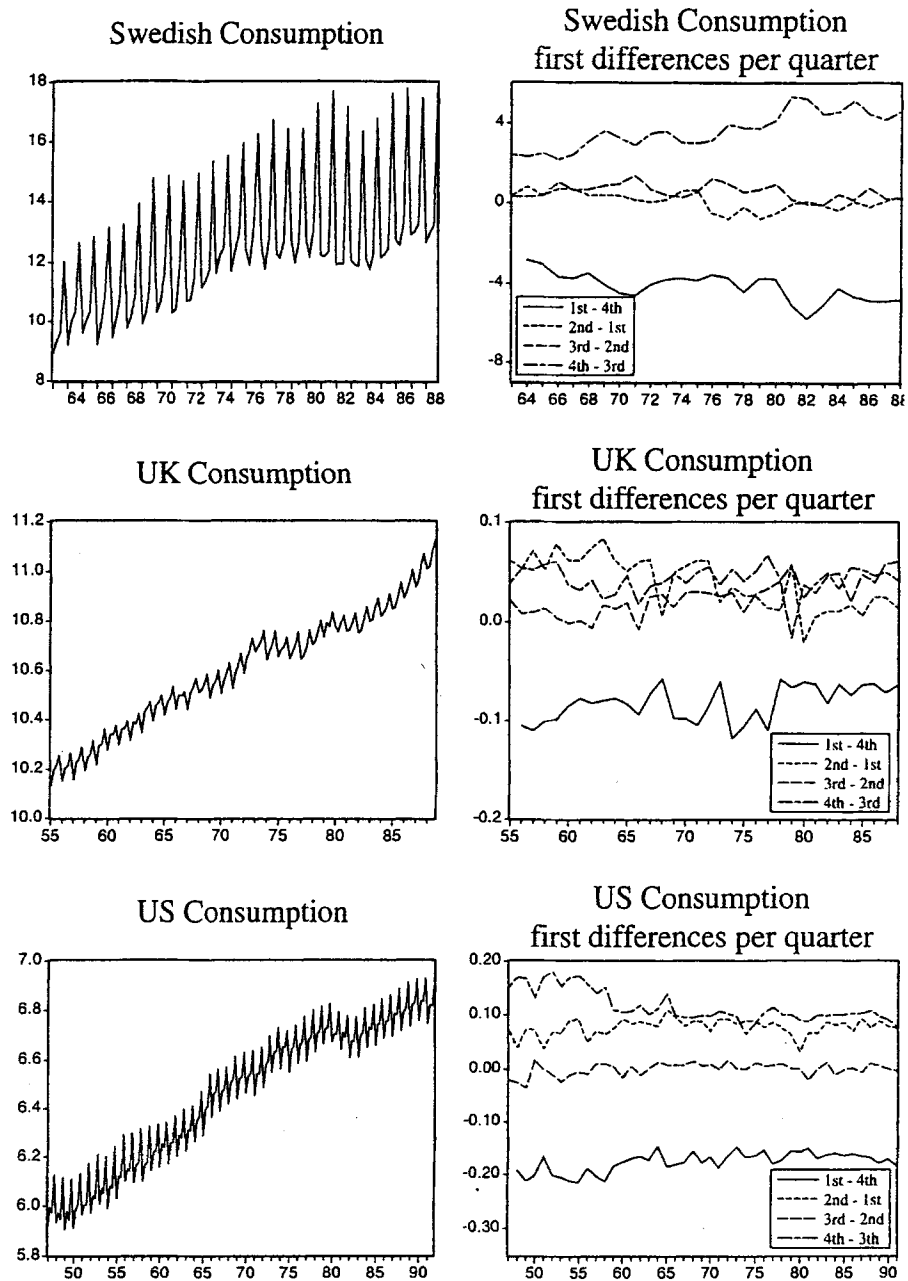 Swedish Consumption
18
16
14
12
10
8
64 66 68 70 72 74 76 78 80 82 84 86 88
Swedish Consumption
first differences per quarter
4
0
-4
-8
1st - 4th
2nd - 1st
3rd - 2nd
4th - 3rd
64 66 68 70 72 74 76 78 80 82 84 86 88
UK Consumption
11.2
11.0
10.8
10.6
10.4
10.2
10.0
55 60 65 70 75 80 85
UK Consumption
first differences per quarter
0.1
0.0
-0.1
-0.2
1st - 4th
2nd - 1st
3rd - 2nd
4th - 3rd
55 60 65 70 75 80 85
US Consumption
7.0
6.8
6.6
6.4
6.2
6.0
5.8
50 55 60 65 70 75 80 85 90
US Consumption
first differences per quarter
0.20
0.10
0.00
-0.10
-0.20
-0.30
1st - 4th
2nd - 1st
3rd - 2nd
4th - 3th
50 55 60 65 70 75 80 85 90